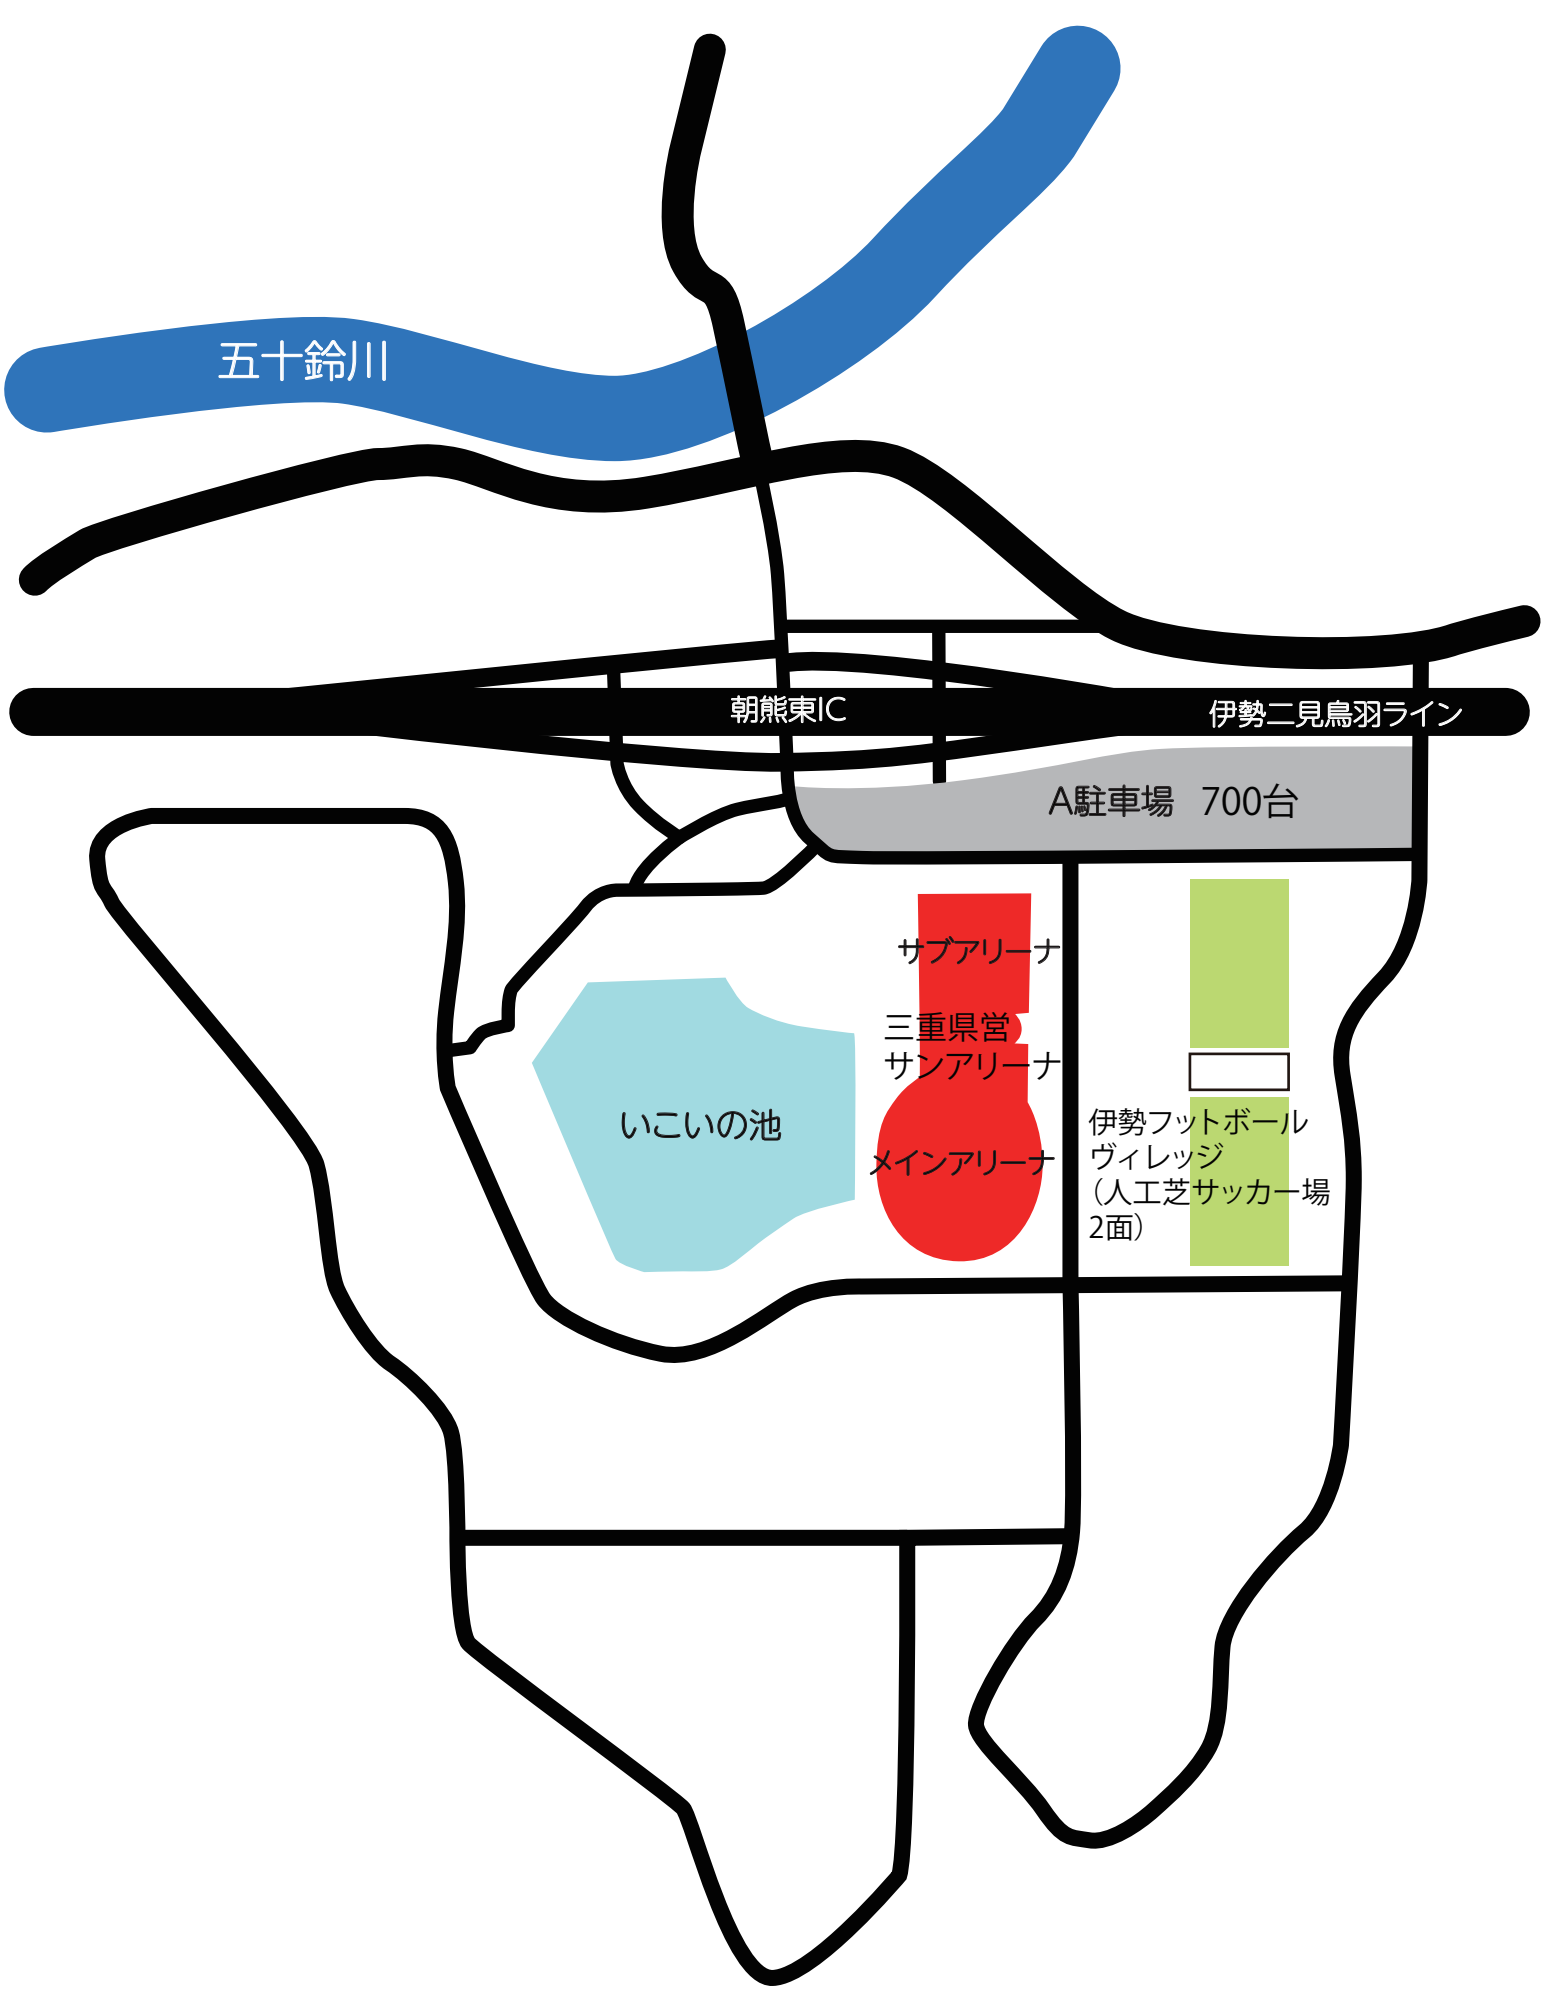 五十鈴川
朝熊東IC
伊勢二見鳥羽ライン
A駐車場 700台
サブアリーナ
三重県営
サンアリーナ
いこいの池
メインアリーナ
伊勢フットボール
ヴィレッジ
（人工芝サッカー場
2面）